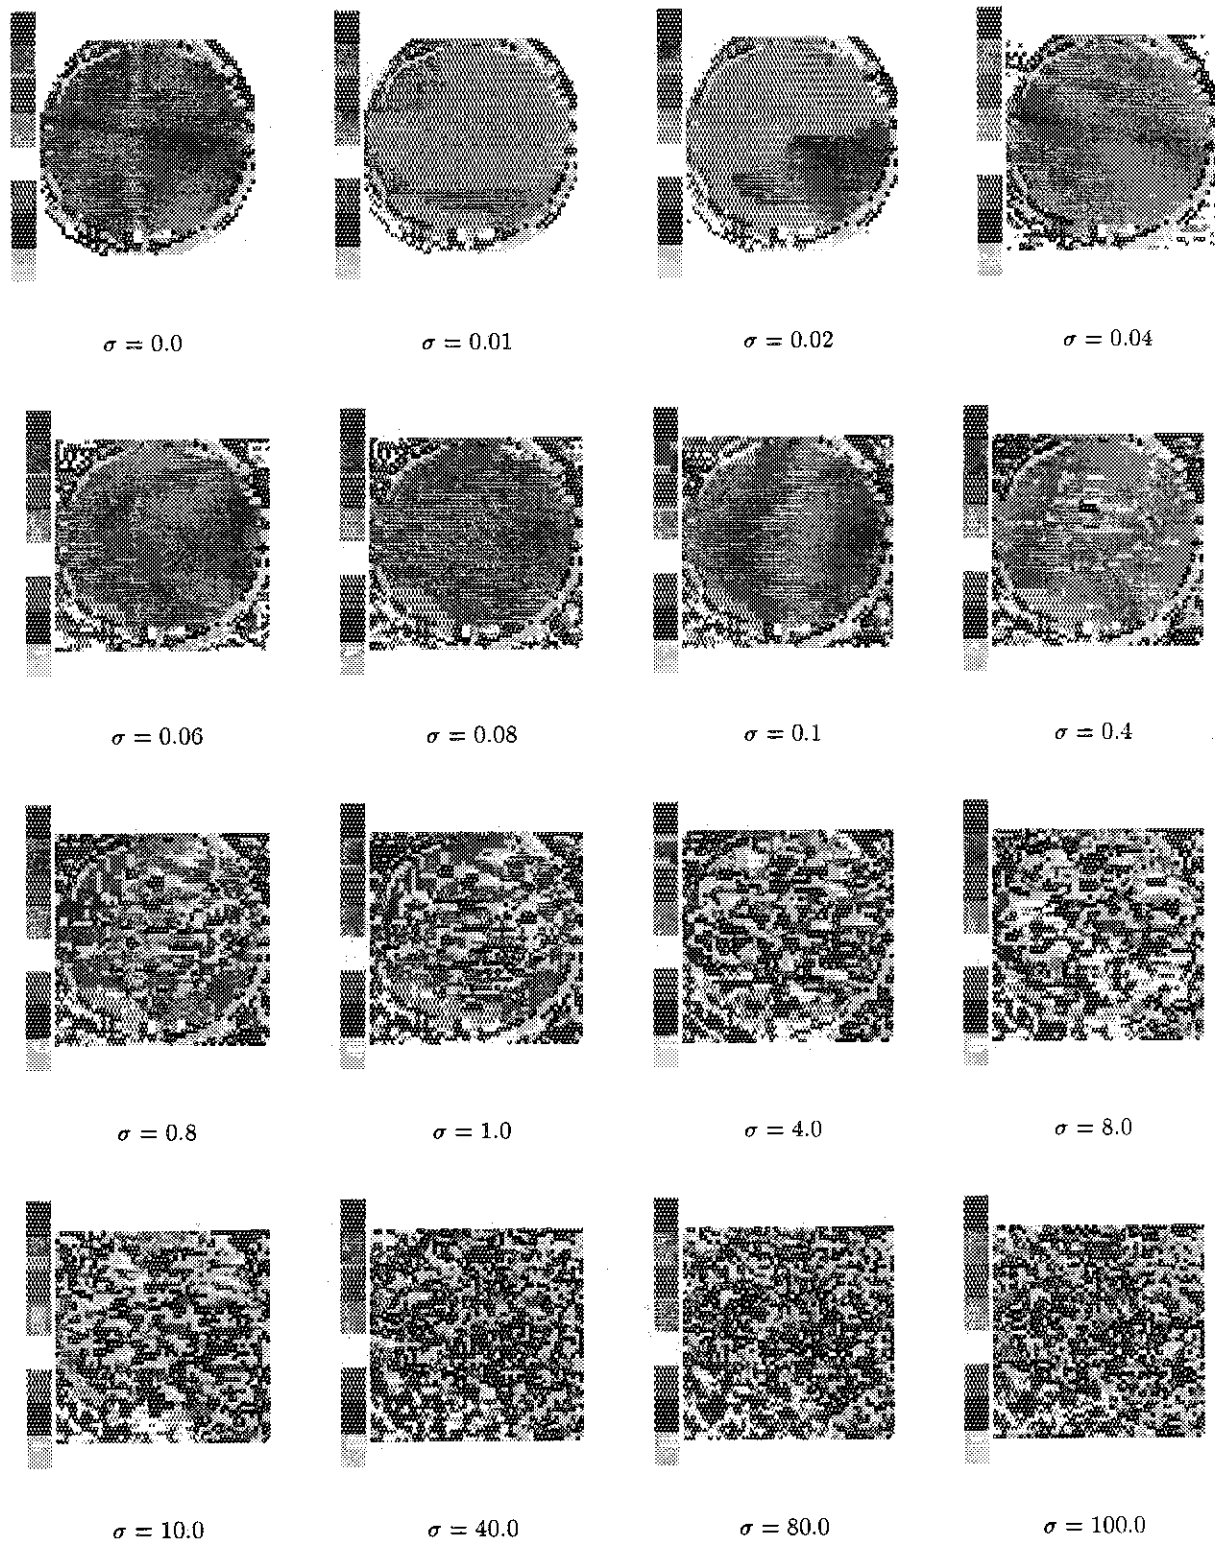 σ = 0.0
σ = 0.01
σ = 0.02
σ = 0.04
σ = 0.06
σ = 0.08
σ = 0.1
σ = 0.4
σ = 0.8
σ = 1.0
σ = 4.0
σ = 8.0
σ = 10.0
σ = 40.0
σ = 80.0
σ = 100.0